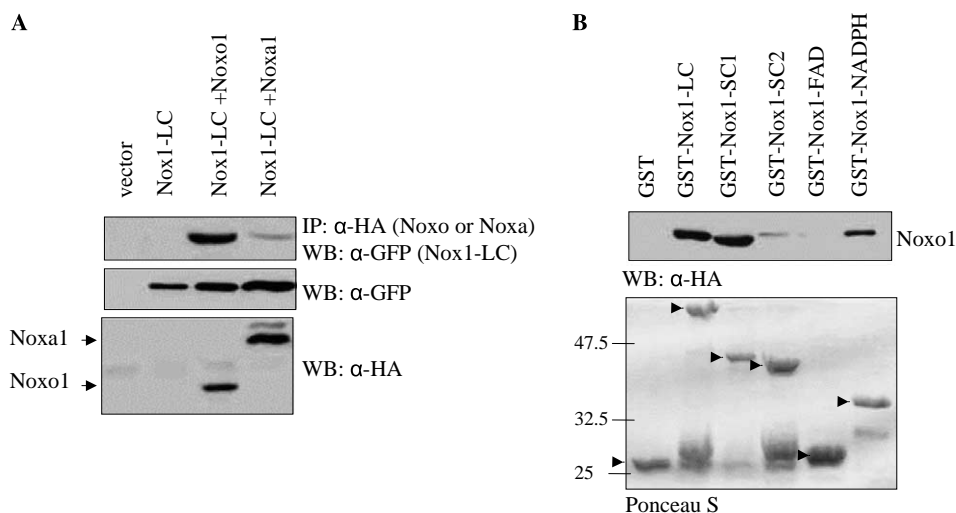 A
vector
Nox1-LC
Nox1-LC +Noxo1
Nox1-LC +Noxa1
IP: α-HA (Noxo or Noxa)
WB: α-GFP (Nox1-LC)
WB: α-GFP
Noxa1
Noxo1
WB: α-HA
B
GST
GST-Nox1-LC
GST-Nox1-SC1
GST-Nox1-SC2
GST-Nox1-FAD
GST-Nox1-NADPH
Noxo1
WB: α-HA
47.5
32.5
25
Ponceau S